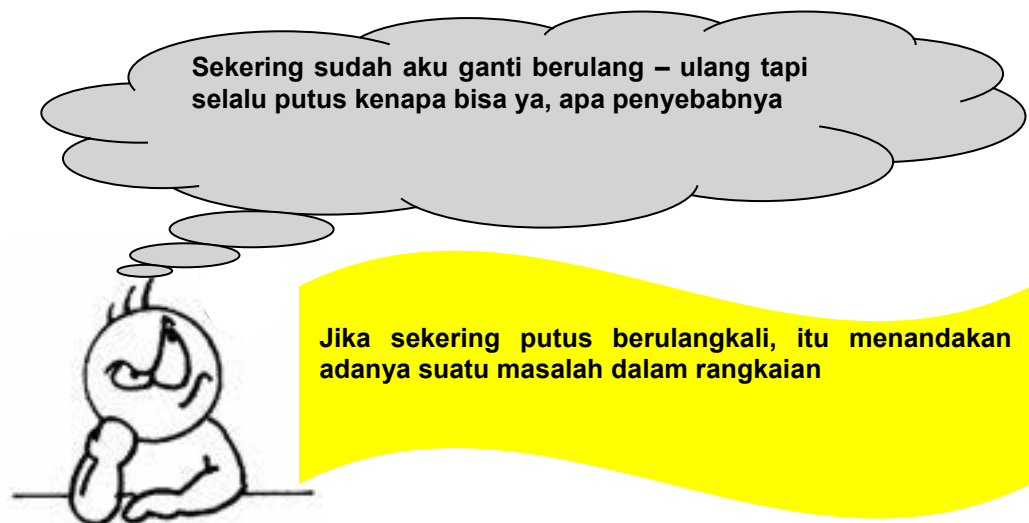 Sekering sudah aku ganti berulang – ulang tapi
selalu putus kenapa bisa ya, apa penyebabnya
Jika sekering putus berulangkali, itu menandakan
adanya suatu masalah dalam rangkaian